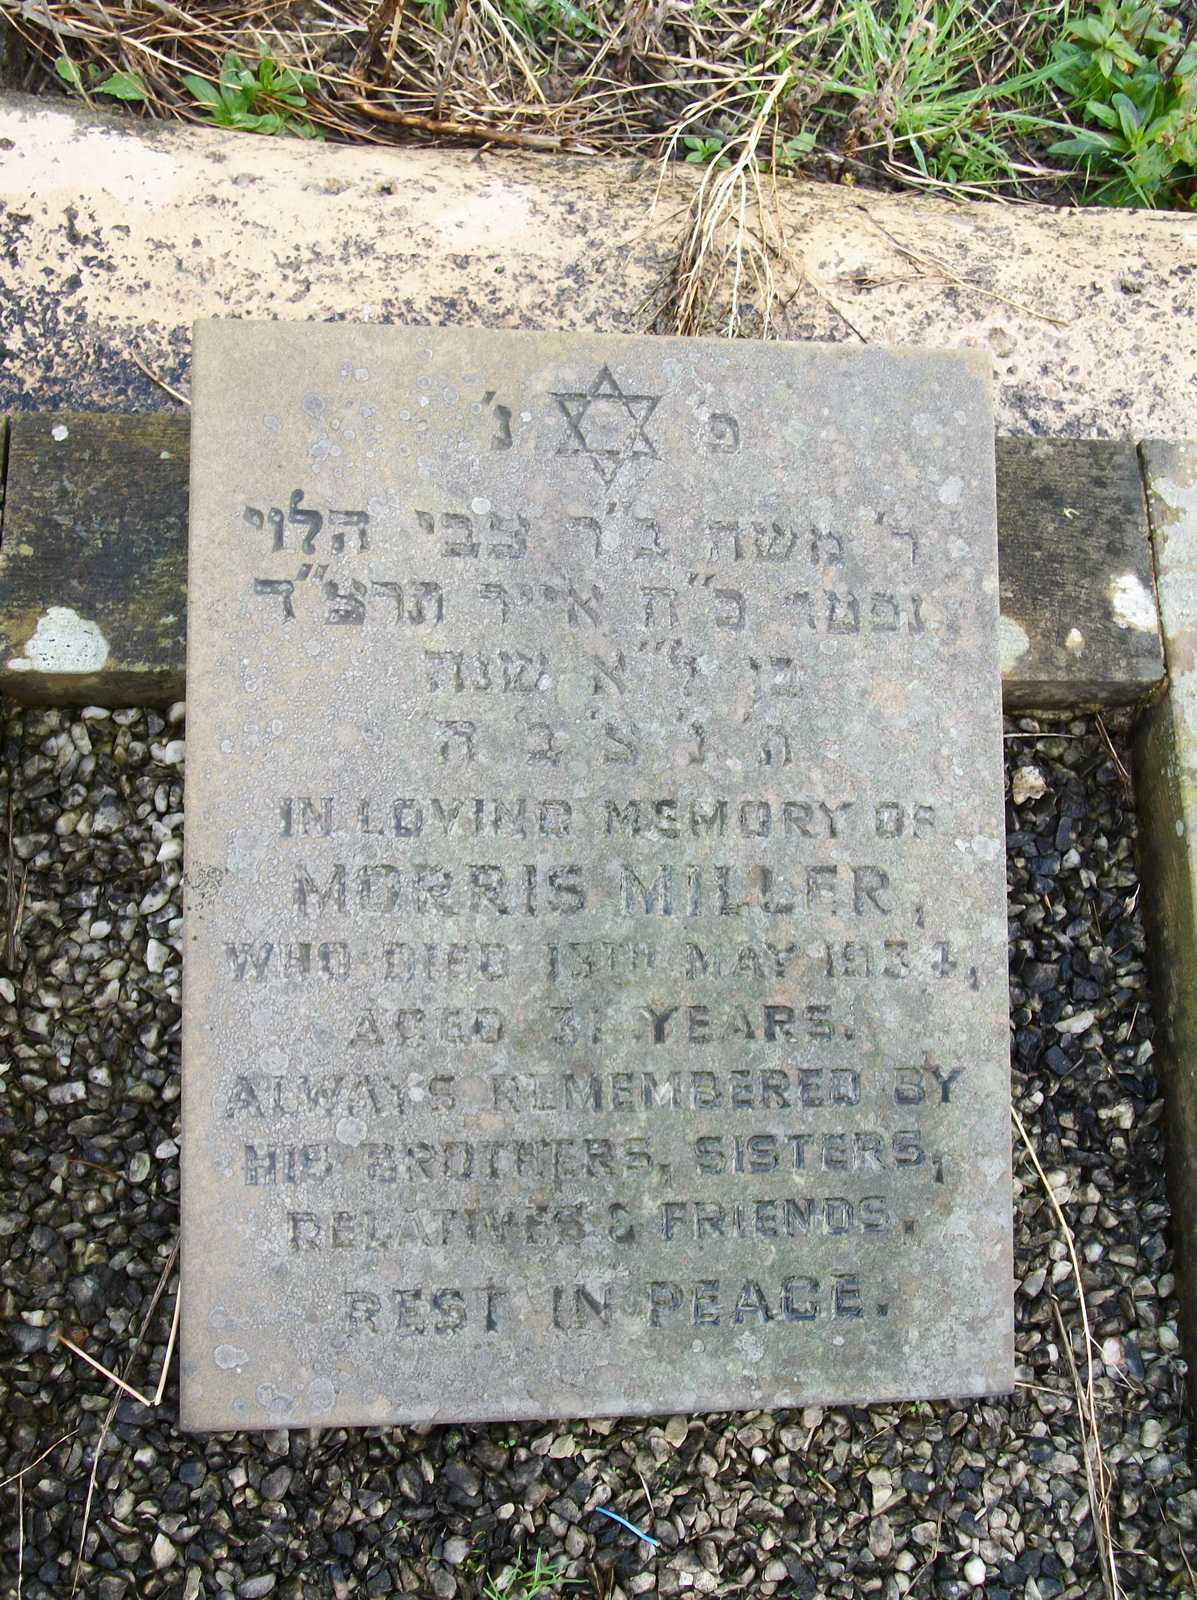 פ' נ'
ר' משה ב'ר צבי הלוי
נפטר כ"ח אייר תרצ"ד
בן ל"א שנה
ת' נ' צ' ב' ה'
IN LOVING MEMORY OF
MORRIS MILLER,
WHO DIED 13TH MAY 1934,
AGED 31 YEARS.
ALWAYS REMEMBERED BY
HIS BROTHERS, SISTERS,
RELATIVES & FRIENDS.
REST IN PEACE.